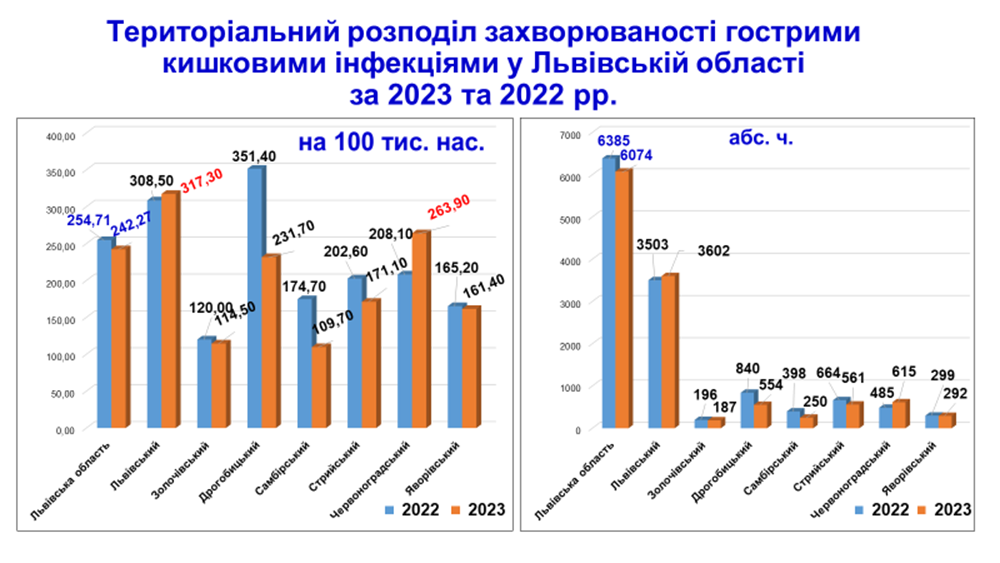 Територіальний розподіл захворюваності гострими
кишковими інфекціями у Львівській області
за 2023 та 2022 рр.
на 100 тис. нас.
400,00
350,00
300,00
250,00
200,00
150,00
100,00
50,00
0,00
254,71
242,27
308,50
317,30
120,00
114,50
351,40
231,70
174,70
109,70
202,60
171,10
208,10
263,90
165,20
161,40
Львівська область
Львівський
Золочівський
Дрогобицький
Самбірський
Стрийський
Червоноградський
Яворівський
2022 2023
абс. ч.
7000
6000
5000
4000
3000
2000
1000
0
6385
6074
3503
3602
196
187
840
554
398
250
664
561
485
615
299
292
Львівська область
Львівський
Золочівський
Дрогобицький
Самбірський
Стрийський
Червоноградський
Яворівський
2022 2023